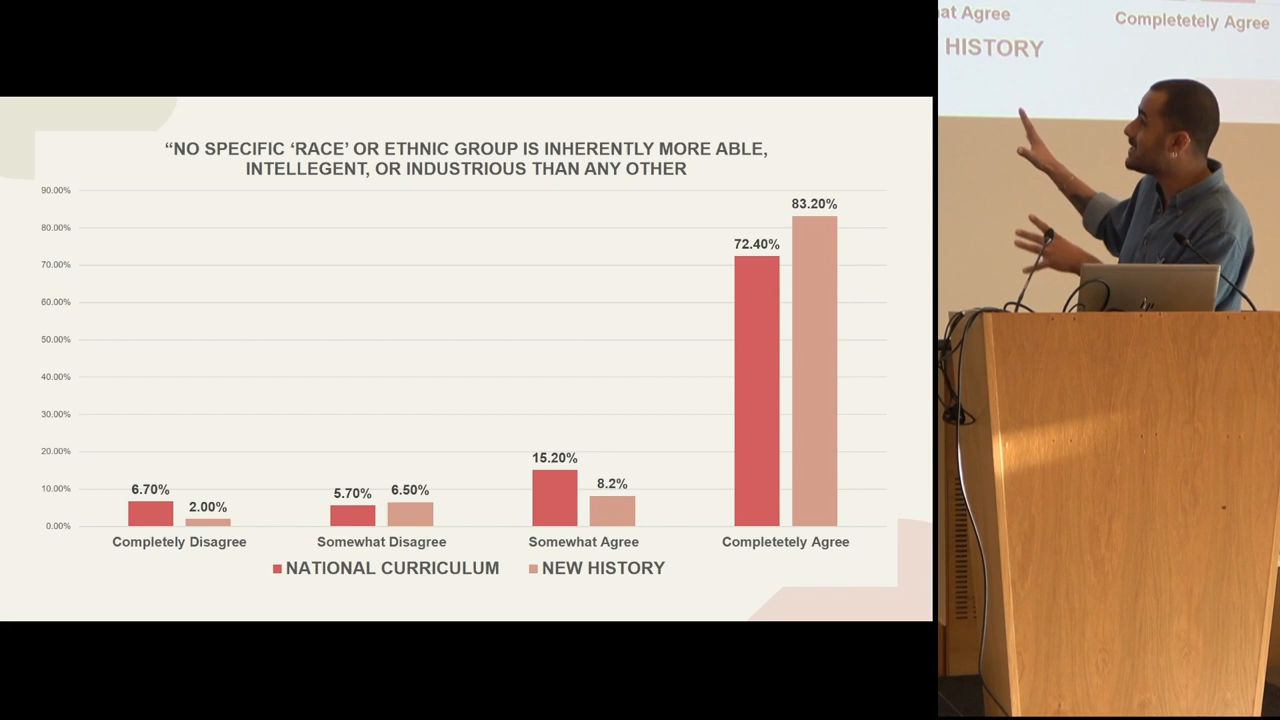 “NO SPECIFIC ‘RACE’ OR ETHNIC GROUP IS INHERENTLY MORE ABLE,
INTELLEGENT, OR INDUSTRIOUS THAN ANY OTHER
90.00%
80.00%
70.00%
60.00%
50.00%
40.00%
30.00%
20.00%
10.00%
0.00%
6.70%
2.00%
5.70%
6.50%
15.20%
8.2%
72.40%
83.20%
Completely Disagree
Somewhat Disagree
Somewhat Agree
Completetely Agree
NATIONAL CURRICULUM
NEW HISTORY
at Agree
Completetely Agree
HISTORY